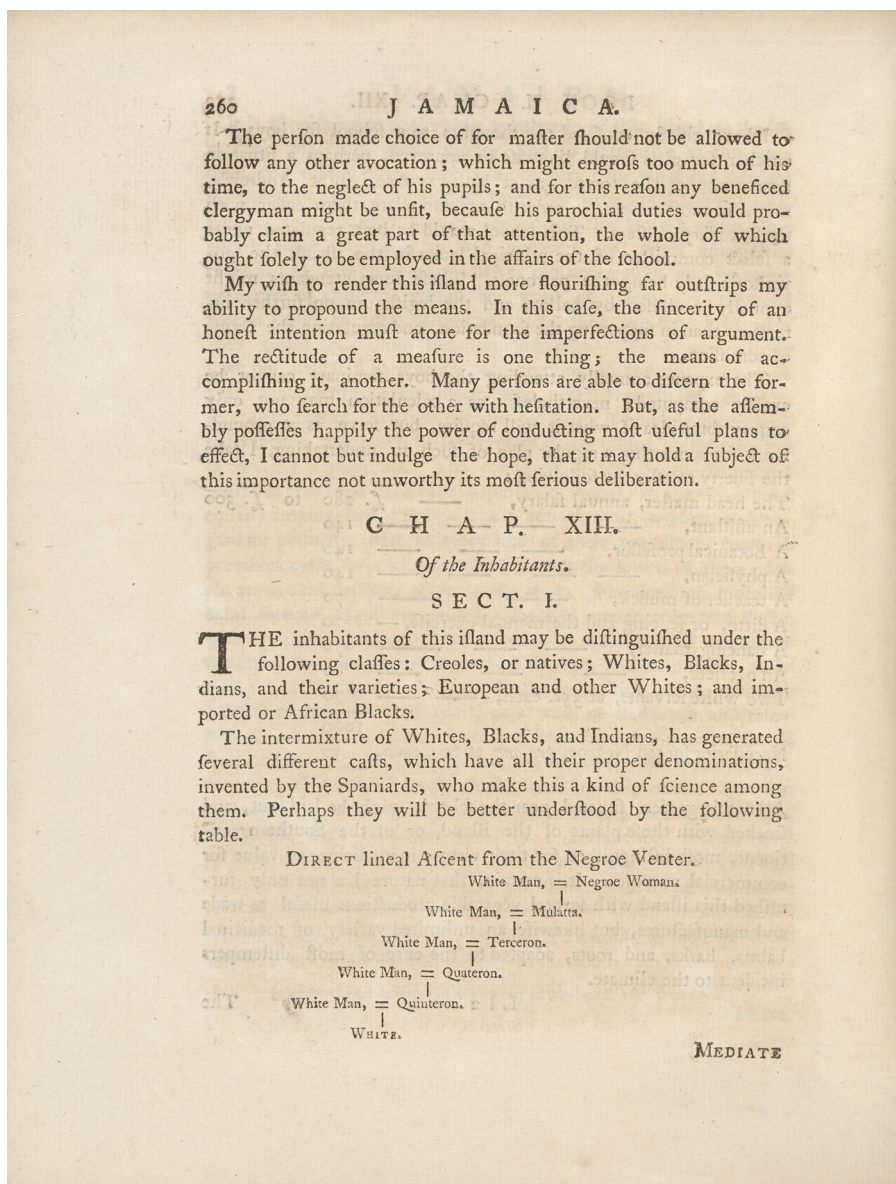 260 J A M A I C A.
The perſon made choice of for maſter ſhould not be allowed to
follow any other avocation ; which might engroſs too much of his
time, to the neglect of his pupils ; and for this reaſon any beneficed
clergyman might be unfit, becauſe his parochial duties would pro-
bably claim a great part of that attention, the whole of which
ought ſolely to be employed in the affairs of the ſchool.
My wiſh to render this iſland more flouriſhing far outſtrips my
ability to propound the means. In this caſe, the ſincerity of an
honeſt intention muſt atone for the imperfections of argument.
The rectitude of a meaſure is one thing ; the means of ac-
compliſhing it, another. Many perſons are able to diſcern the for-
mer, who ſearch for the other with heſitation. But, as the aſſem-
bly poſſeſſes happily the power of conducting moſt uſeful plans to
effect, I cannot but indulge the hope, that it may hold a ſubject of
this importance not unworthy its moſt ſerious deliberation.
C H A P. XIII.
Of the Inhabitants.
S E C T. I.
THE inhabitants of this iſland may be diſtinguiſhed under the
following claſſes : Creoles, or natives ; Whites, Blacks, In-
dians, and their varieties ; European and other Whites ; and im-
ported or African Blacks.
The intermixture of Whites, Blacks, and Indians, has generated
ſeveral different caſts, which have all their proper denominations,
invented by the Spaniards, who make this a kind of ſcience among
them. Perhaps they will be better underſtood by the following
table.
DIRECT lineal Aſcent from the Negroe Venter.
White Man, = Negroe Woman.
White Man, = Mulatta.
White Man, = Terceron.
White Man, = Quateron.
White Man, = Quinteron.
WHITE.
MEDIATE